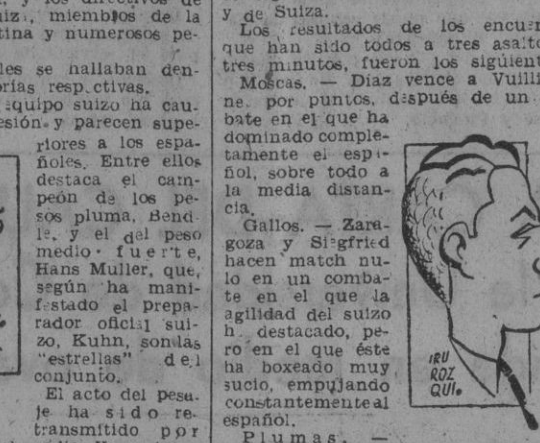 y los directivos de
miembros de la
tina y numerosos pe-
les se hallaban den-
orías resp.ctivas.
equipo suizo ha cau-
esión y parecen supe-
riores a los espa-
ñoles. Entre ellos
destaca el cam-
peón de los pe-
sos pluma, Bend
le, y el del peso
medio fuerte,
Hans Muller, que,
según ha mani-
festado el prepa-
rador oficial sui-
zo, Kuhn, son las
"estrellas" del
conjunto.
El acto del pesa-
je ha sido re-
transmitido por
y de Suiza.
Los resultados de los encuen
que han sido todos a tres asalto
tres minutos, fueron los siguient
Moscas. — Díaz vence a Vuilli
ne, por puntos, después de un
bate en el que ha
dominado comple-
tamente el espa-
ñol, sobre todo a
la media distan-
cia.
Gallos. — Zara-
goza y Siegfried
hacen match nu-
lo en un comba-
te en el que la
agilidad del suizo
h. destacado, pe-
ro en el que éste
ha boxeado muy
sucio, empujando
constantemente al
español.
Plumas. —
IRU
ROZ
QUI.